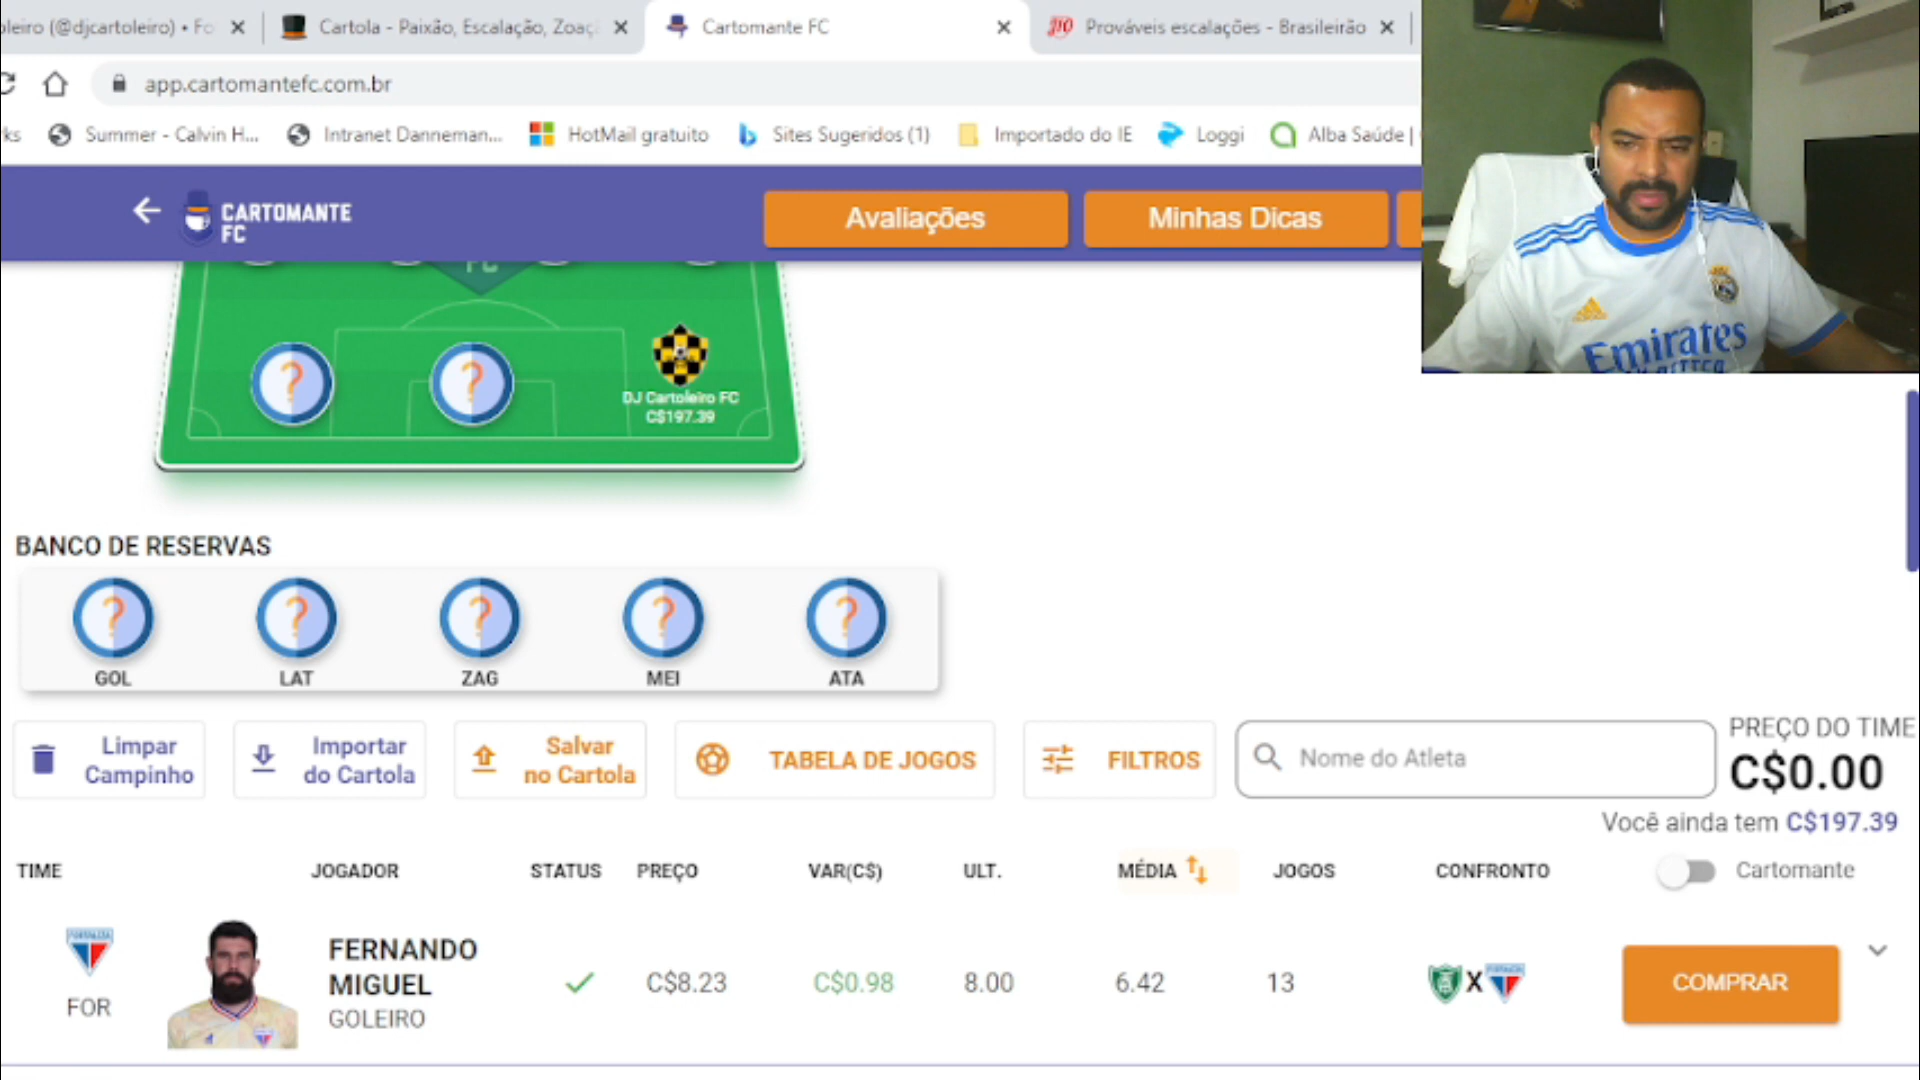 oleiro (@djcartoleiro) • Fo
Cartola - Paixão, Escalação, Zoaç
Cartomante FC
Prováveis escalações - Brasileirão
app.cartomantefc.com.br
ks
Summer - Calvin H...
Intranet Danneman...
HotMail gratuito
Sites Sugeridos (1)
Importado do IE
Loggi
Alba Saúde |
CARTOMANTE
FC
Avaliações
Minhas Dicas
Emirates
FC
DJ Cartoleiro FC
C$197.39
BANCO DE RESERVAS
GOL
LAT
ZAG
MEI
ATA
Limpar
Campinho
Importar
do Cartola
Salvar
no Cartola
TABELA DE JOGOS
FILTROS
Nome do Atleta
PREÇO DO TIME
C$0.00
Você ainda tem C$197.39
TIME
JOGADOR
STATUS
PREÇO
VAR(C$)
ULT.
MÉDIA
JOGOS
CONFRONTO
Cartomante
FOR
FERNANDO
MIGUEL
GOLEIRO
C$8.23
C$0.98
8.00
6.42
13
X
COMPRAR